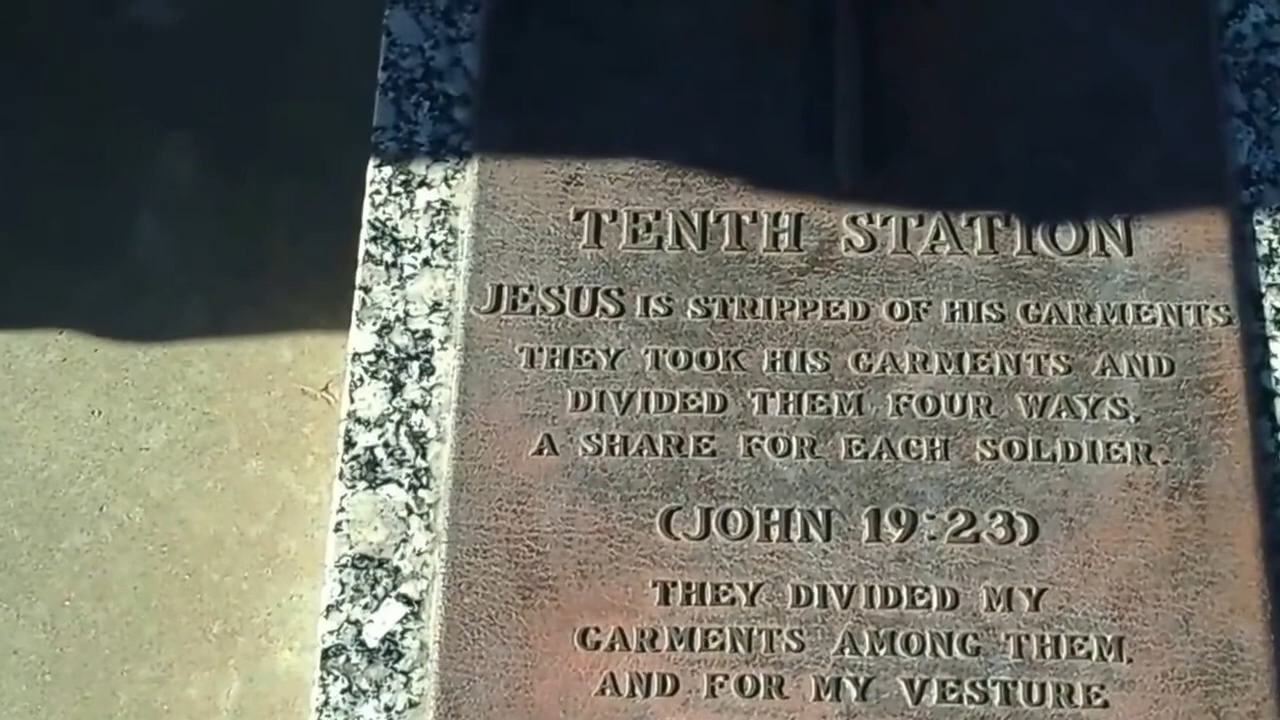 TENTH STATION
JESUS IS STRIPPED OF HIS GARMENTS
THEY TOOK HIS GARMENTS AND
DIVIDED THEM FOUR WAYS,
A SHARE FOR EACH SOLDIER.
(JOHN 19:23)
THEY DIVIDED MY
GARMENTS AMONG THEM,
AND FOR MY VESTURE